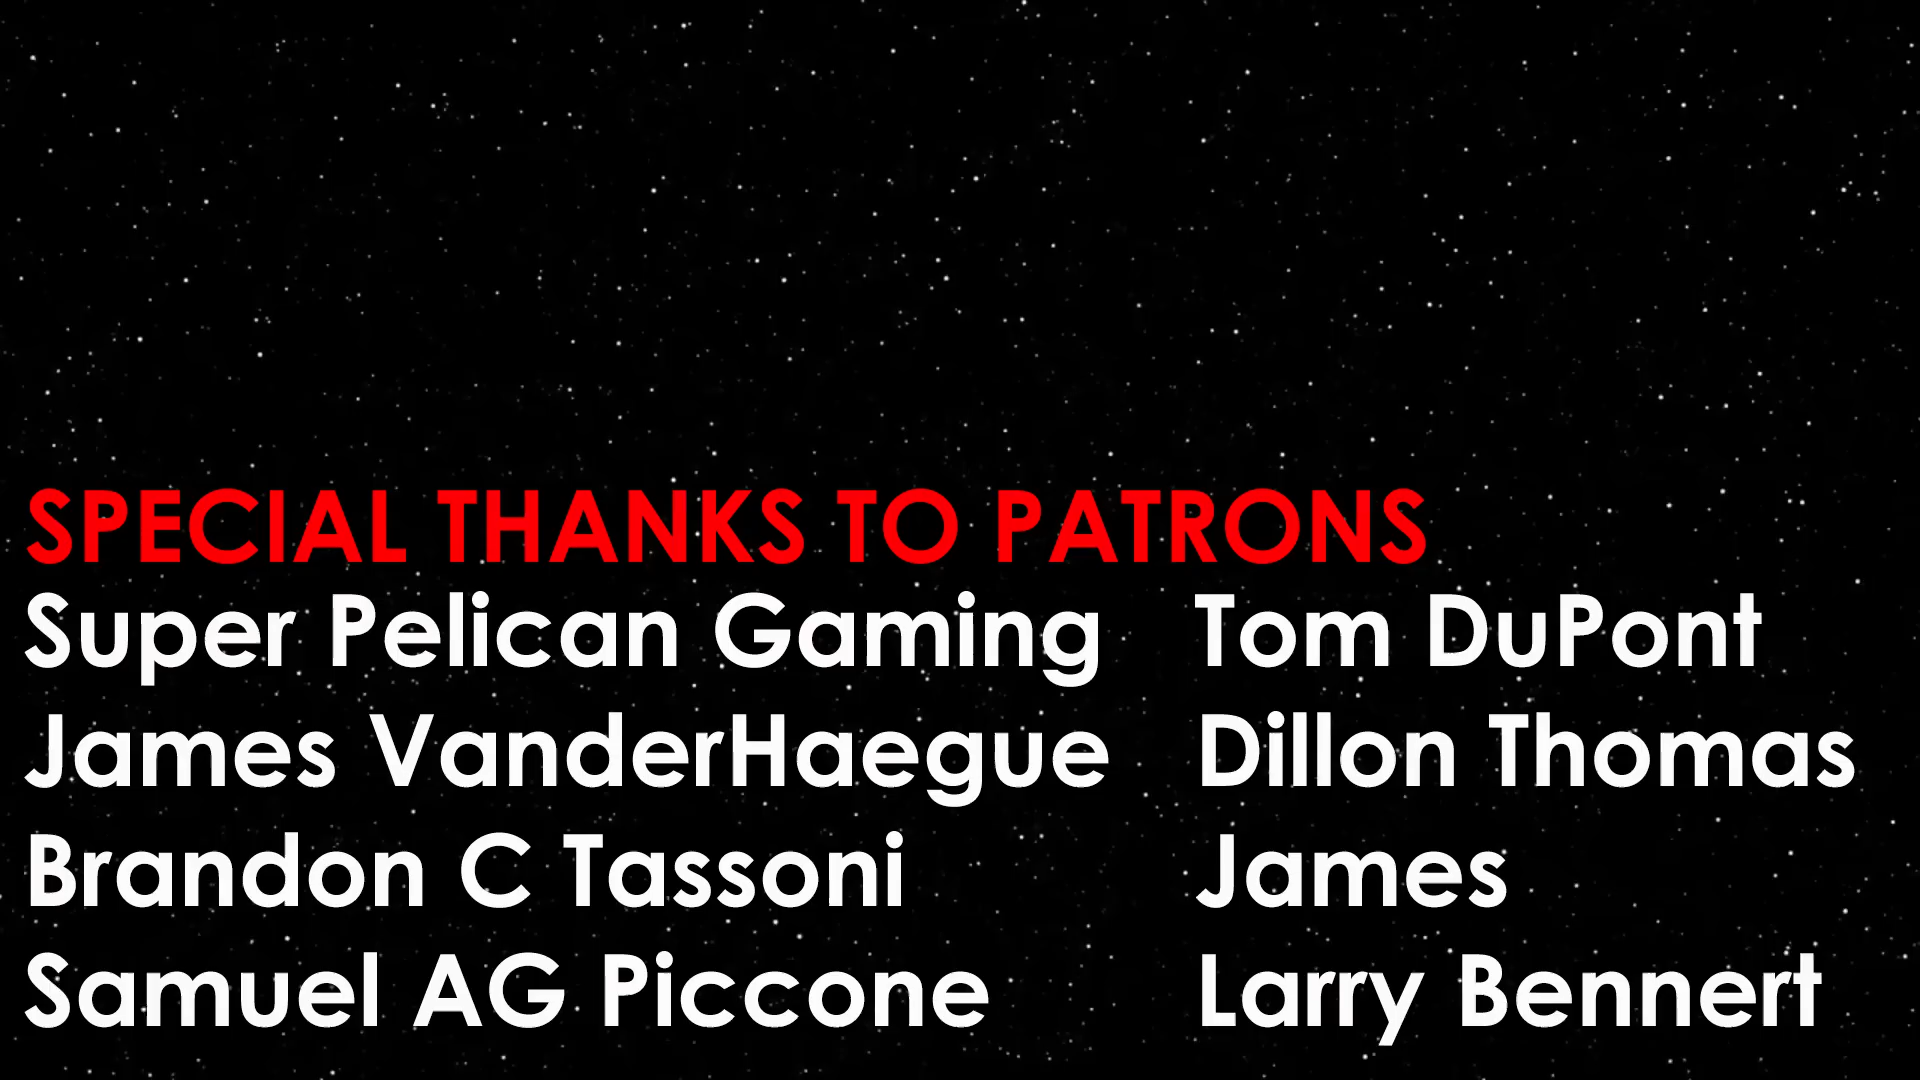 SPECIAL THANKS TO PATRONS
Super Pelican Gaming
James VanderHaegue
Brandon C Tassoni
Samuel AG Piccone
Tom DuPont
Dillon Thomas
James
Larry Bennert